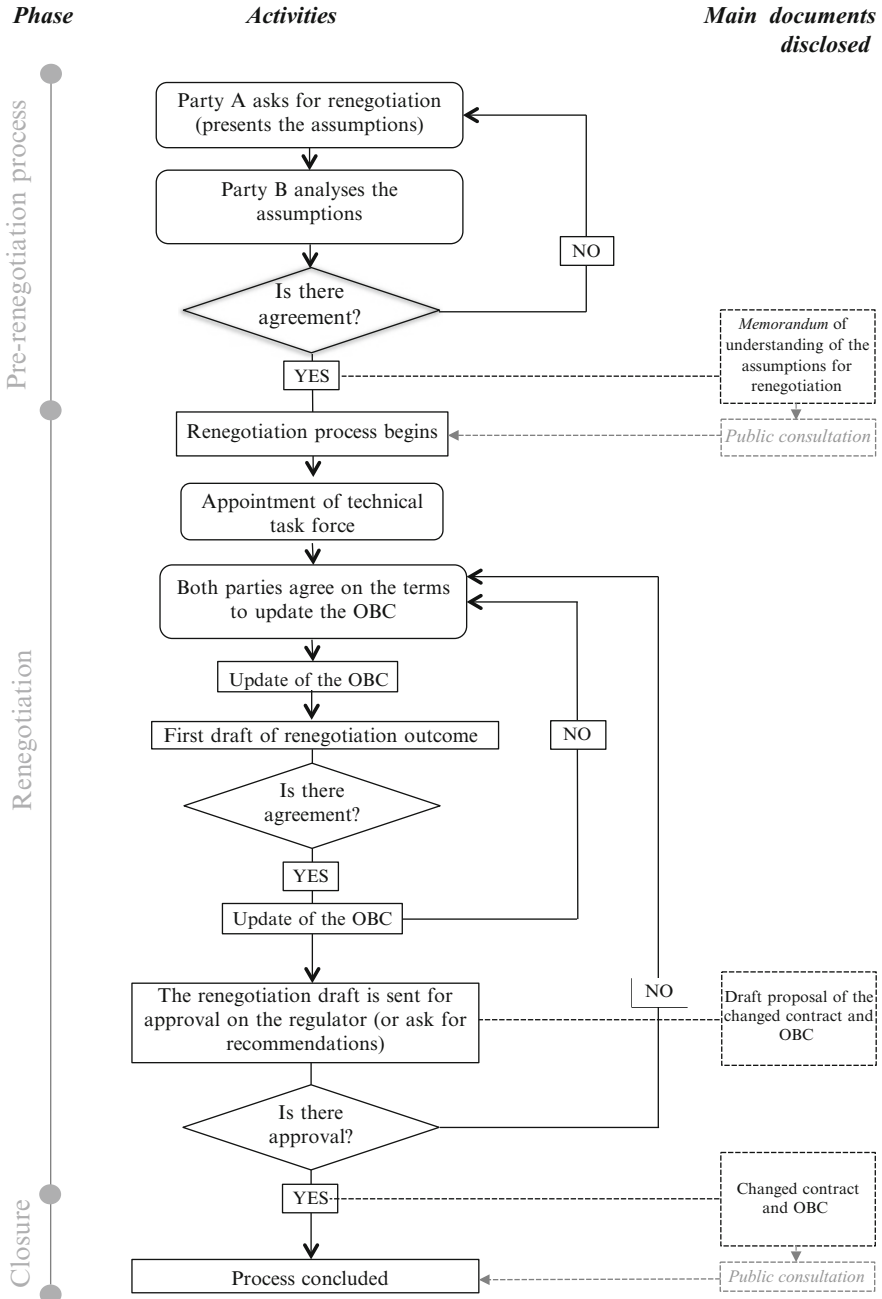 Phase
Activities
Main documents
disclosed
Pre-renegotiation process
Party A asks for renegotiation
(presents the assumptions)
Party B analyses the
assumptions
NO
Is there
agreement?
YES
Memorandum of
understanding of the
assumptions for
renegotiation
Renegotiation process begins
Public consultation
Renegotiation
Appointment of technical
task force
Both parties agree on the terms
to update the OBC
Update of the OBC
First draft of renegotiation outcome
NO
Is there
agreement?
YES
Update of the OBC
The renegotiation draft is sent for
approval on the regulator (or ask for
recommendations)
NO
Draft proposal of the
changed contract and
OBC
Is there
approval?
Closure
YES
Changed contract
and OBC
Process concluded
Public consultation